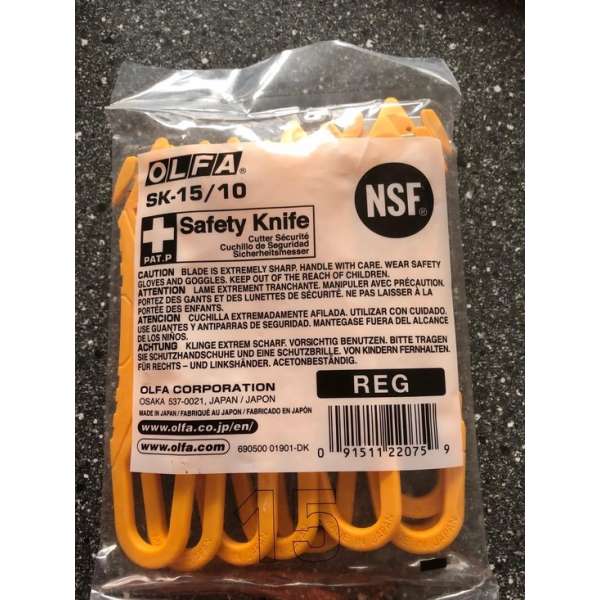 OLFA®
SK-15/10
NSF®
Safety Knife
Cutter Sécurité
Cuchillo de Seguridad
Sicherheitsmesser
PAT.P
CAUTION BLADE IS EXTREMELY SHARP. HANDLE WITH CARE. WEAR SAFETY
GLOVES AND GOGGLES. KEEP OUT OF THE REACH OF CHILDREN.
ATTENTION LAME EXTREMEMENT TRANCHANTE. MANIPULER AVEC PRÉCAUTION.
PORTEZ DES GANTS ET DES LUNETTES DE SÉCURITÉ. NE PAS LAISSER À LA
PORTÉE DES ENFANTS.
ATENCION CUCHILLA EXTREMADAMENTE AFILADA. UTILIZAR CON CUIDADO.
USE GUANTES Y ANTIPARRAS DE SEGURIDAD. MANTEGASE FUERA DEL ALCANCE
DE LOS NIÑOS.
ACHTUNG KLINGE EXTREM SCHARF. VORSICHTIG BENUTZEN. BITTE TRAGEN
SIE SCHUTZHANDSCHUHE UND EINE SCHUTZBRILLE. VON KINDERN FERNHALTEN.
FÜR RECHTS – UND LINKSHÄNDER. ACETONBESTÄNDIG.
OLFA CORPORATION
OSAKA 537-0021, JAPAN / JAPON
MADE IN JAPAN / FABRIQUÉ AU JAPON / FABRICADO EN JAPÓN
www.olfa.co.jp/en/
www.olfa.com
690500 01901-DK
REG
0 91511 22075 9
15
JAPAN
JAPAN